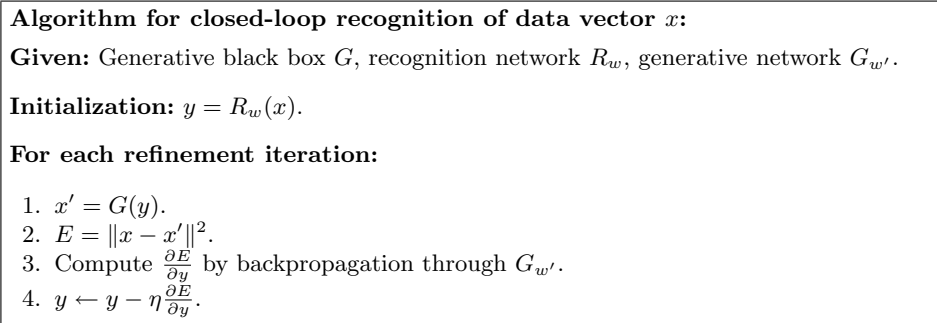 Algorithm for closed-loop recognition of data vector x:
Given: Generative black box G, recognition network R_w, generative network G_{w′}.
Initialization: y = R_w(x).
For each refinement iteration:
1. x′ = G(y).
2. E = ‖x − x′‖².
3. Compute ∂E/∂y by backpropagation through G_{w′}.
4. y ← y − η ∂E/∂y.